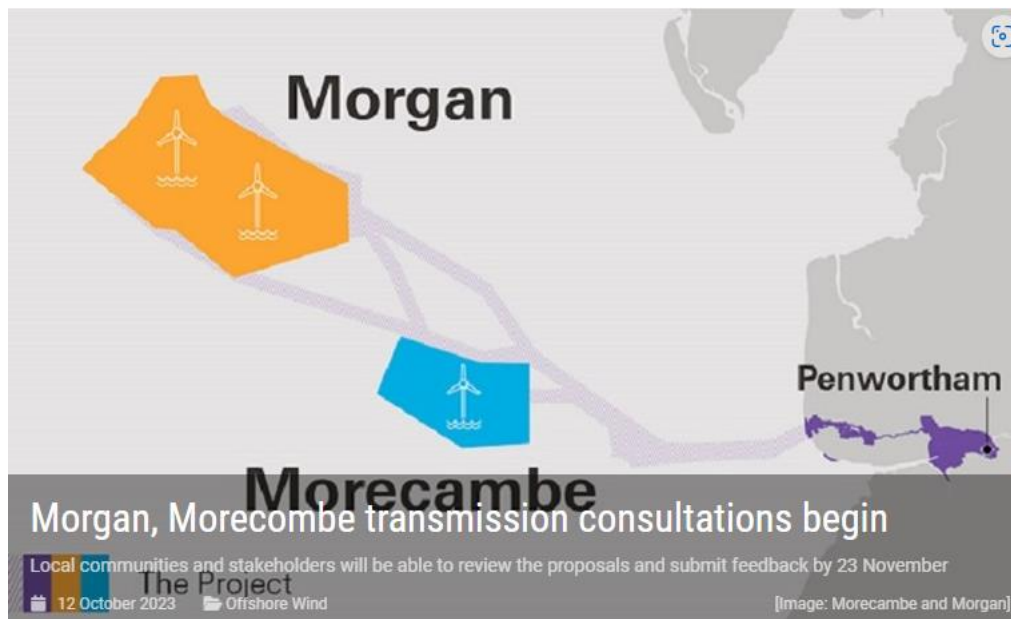 Morgan
Penwortham
Morecambe
Morgan, Morecombe transmission consultations begin
Local communities and stakeholders will be able to review the proposals and submit feedback by 23 November
The Project
12 October 2023 Offshore Wind [Image: Morecambe and Morgan]